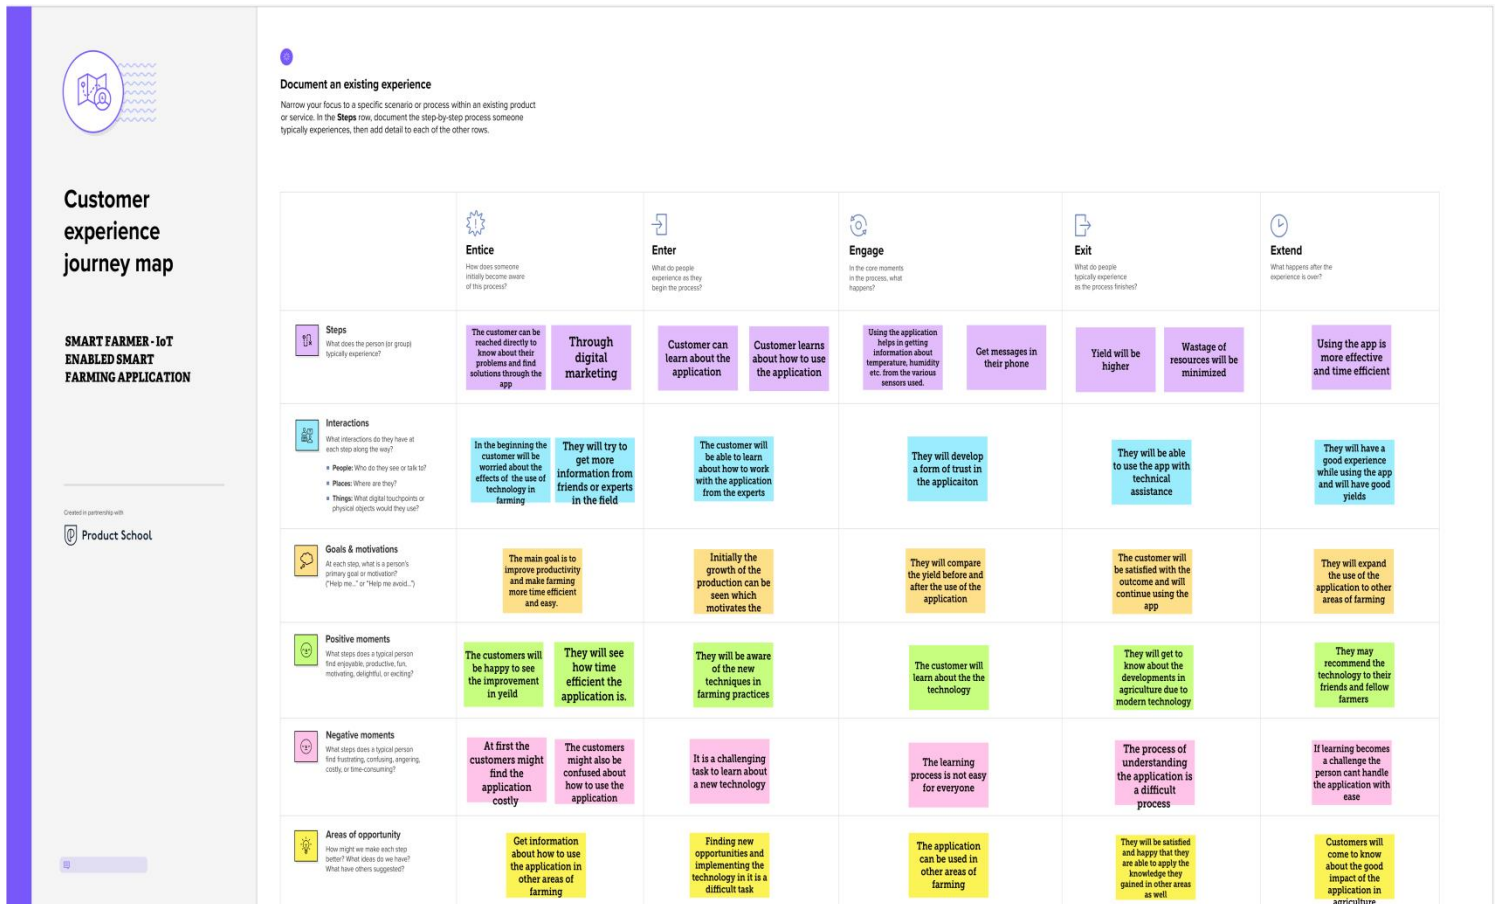 Customer
experience
journey map
SMART FARMER - IoT
ENABLED SMART
FARMING APPLICATION
Created in partnership with
Product School
Document an existing experience
Narrow your focus to a specific scenario or process within an existing product
or service. In the Steps row, document the step-by-step process someone
typically experiences, then add detail to each of the other rows.
Entice
How does someone
initially become aware
of this process?
Enter
What do people
experience as they
begin the process?
Engage
In the core moments
in the process, what
happens?
Exit
What do people
typically experience
as the process finishes?
Extend
What happens after the
experience is over?
Steps
What does the person (or group)
typically experience?
The customer can be
reached directly to
know about their
problems and find
solutions through the
app
Through
digital
marketing
Customer can
learn about the
application
Customer learns
about how to use
the application
Using the application
helps in getting
information about
temperature, humidity
etc. from the various
sensors used.
Get messages in
their phone
Yield will be
higher
Wastage of
resources will be
minimized
Using the app is
more effective
and time efficient
Interactions
What interactions do they have at
each step along the way?
People: Who do they see or talk to?
Places: Where are they?
Things: What digital touchpoints or
physical objects would they use?
In the beginning the
customer will be
worried about the
effects of the use of
technology in
farming
They will try to
get more
information from
friends or experts
in the field
The customer will
be able to learn
about how to work
with the application
from the experts
They will develop
a form of trust in
the applicaiton
They will be able
to use the app with
technical
assistance
They will have a
good experience
while using the app
and will have good
yields
Goals & motivations
At each step, what is a person's
primary goal or motivation?
("Help me..." or "Help me avoid...")
The main goal is to
improve productivity
and make farming
more time efficient
and easy.
Initially the
growth of the
production can be
seen which
motivates the
They will compare
the yield before and
after the use of the
application
The customer will
be satisfied with the
outcome and will
continue using the
app
They will expand
the use of the
application to other
areas of farming
Positive moments
What steps does a typical person
find enjoyable, productive, fun,
motivating, delightful, or exciting?
The customers will
be happy to see
the improvement
in yeild
They will see
how time
efficient the
application is.
They will be aware
of the new
techniques in
farming practices
The customer will
learn about the the
technology
They will get to
know about the
developments in
agriculture due to
modern technology
They may
recommend the
technology to their
friends and fellow
farmers
Negative moments
What steps does a typical person
find frustrating, confusing, angering,
costly, or time-consuming?
At first the
customers might
find the
application
costly
The customers
might also be
confused about
how to use the
application
It is a challenging
task to learn about
a new technology
The learning
process is not easy
for everyone
The process of
understanding
the application is
a difficult
process
If learning becomes
a challenge the
person cant handle
the application with
ease
Areas of opportunity
How might we make each step
better? What ideas do we have?
What have others suggested?
Get information
about how to use
the application in
other areas of
farming
Finding new
opportunities and
implementing the
technology in it is a
difficult task
The application
can be used in
other areas of
farming
They will be satisfied
and happy that they
are able to apply the
knowledge they
gained in other areas
as well
Customers will
come to know
about the good
impact of the
application in
agriculture